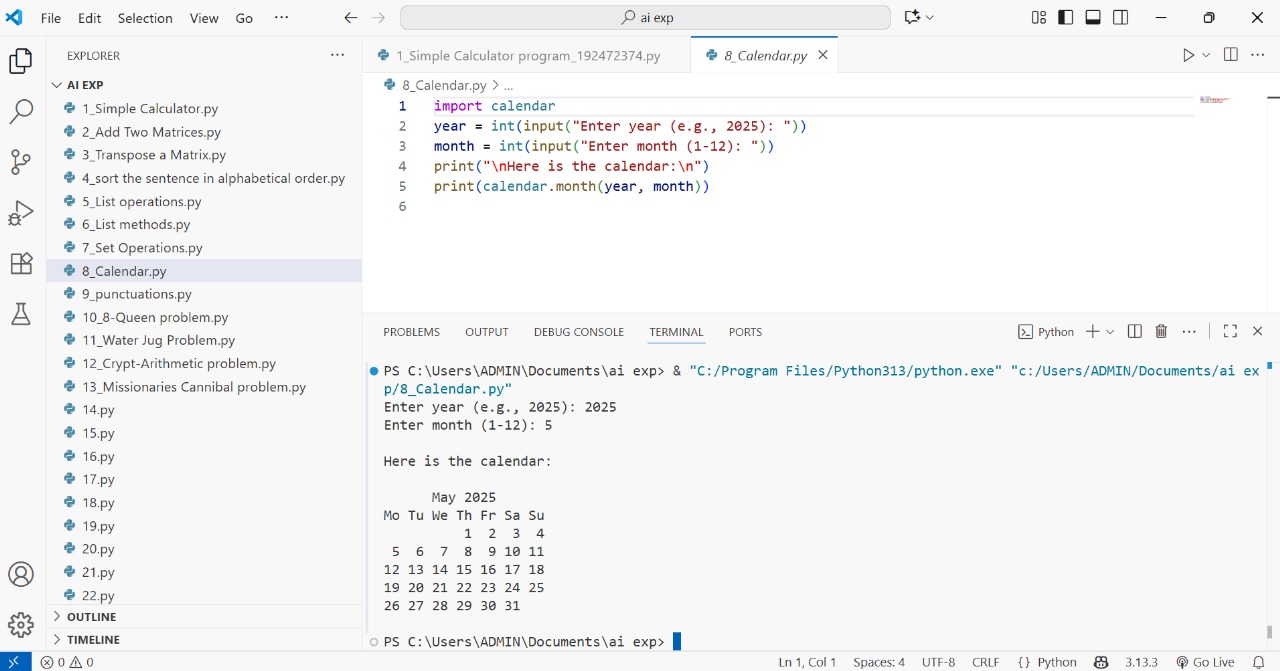 File Edit Selection View Go ···
ai exp
EXPLORER ···
AI EXP
1_Simple Calculator.py
2_Add Two Matrices.py
3_Transpose a Matrix.py
4_sort the sentence in alphabetical order.py
5_List operations.py
6_List methods.py
7_Set Operations.py
8_Calendar.py
9_punctuations.py
10_8-Queen problem.py
11_Water Jug Problem.py
12_Crypt-Arithmetic problem.py
13_Missionaries Cannibal problem.py
14.py
15.py
16.py
17.py
18.py
19.py
20.py
21.py
22.py
OUTLINE
TIMELINE
1_Simple Calculator program_192472374.py 8_Calendar.py
8_Calendar.py > ...
1 import calendar
2 year = int(input("Enter year (e.g., 2025): "))
3 month = int(input("Enter month (1-12): "))
4 print("\nHere is the calendar:\n")
5 print(calendar.month(year, month))
6
PROBLEMS OUTPUT DEBUG CONSOLE TERMINAL PORTS Python
PS C:\Users\ADMIN\Documents\ai exp> & "C:/Program Files/Python313/python.exe" "c:/Users/ADMIN/Documents/ai ex
p/8_Calendar.py"
Enter year (e.g., 2025): 2025
Enter month (1-12): 5
Here is the calendar:
May 2025
Mo Tu We Th Fr Sa Su
1 2 3 4
5 6 7 8 9 10 11
12 13 14 15 16 17 18
19 20 21 22 23 24 25
26 27 28 29 30 31
PS C:\Users\ADMIN\Documents\ai exp>
0 0 Ln 1, Col 1 Spaces: 4 UTF-8 CRLF {} Python 3.13.3 Go Live